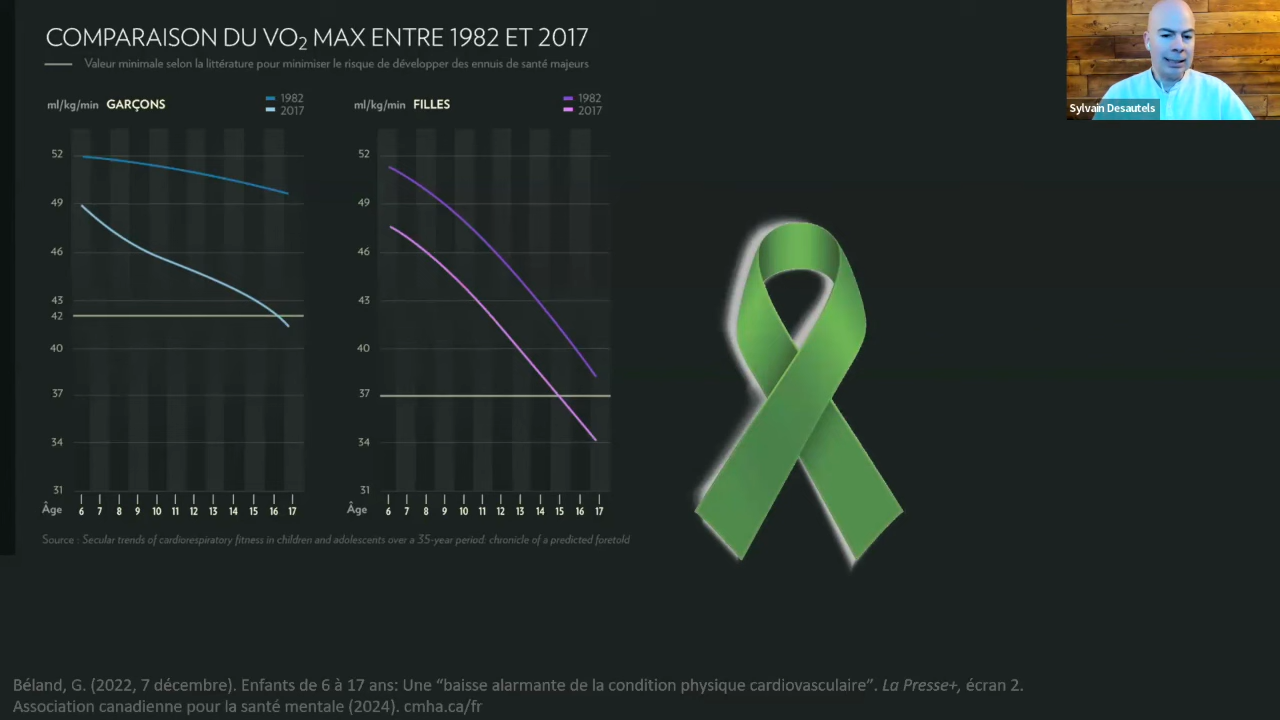 COMPARAISON DU VO₂ MAX ENTRE 1982 ET 2017
Valeur minimale selon la littérature pour minimiser le risque de développer des ennuis de santé majeurs
ml/kg/min GARÇONS
1982
2017
52
49
46
43
42
40
37
34
31
Âge 6 7 8 9 10 11 12 13 14 15 16 17
ml/kg/min FILLES
1982
2017
52
49
46
43
40
37
34
31
Âge 6 7 8 9 10 11 12 13 14 15 16 17
Source : Secular trends of cardiorespiratory fitness in children and adolescents over a 35-year period: chronicle of a predicted foretold
Sylvain Desautels
Béland, G. (2022, 7 décembre). Enfants de 6 à 17 ans: Une “baisse alarmante de la condition physique cardiovasculaire”. La Presse+, écran 2.
Association canadienne pour la santé mentale (2024). cmha.ca/fr